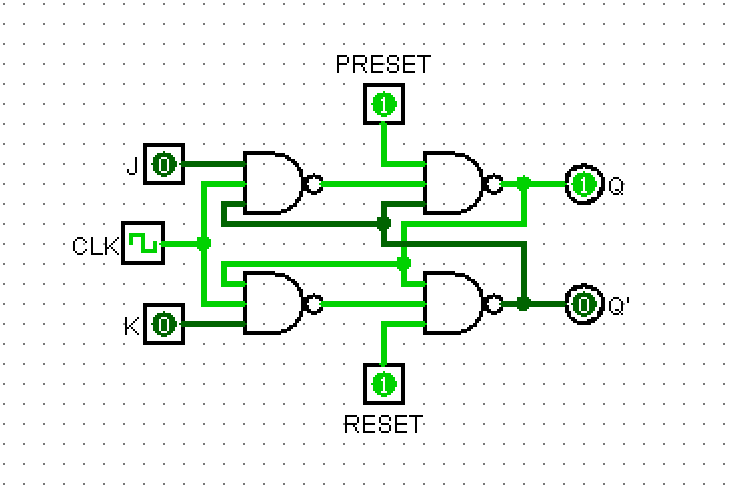 PRESET
1
J 0
1 Q
CLK
K 0
0 Q'
1
RESET